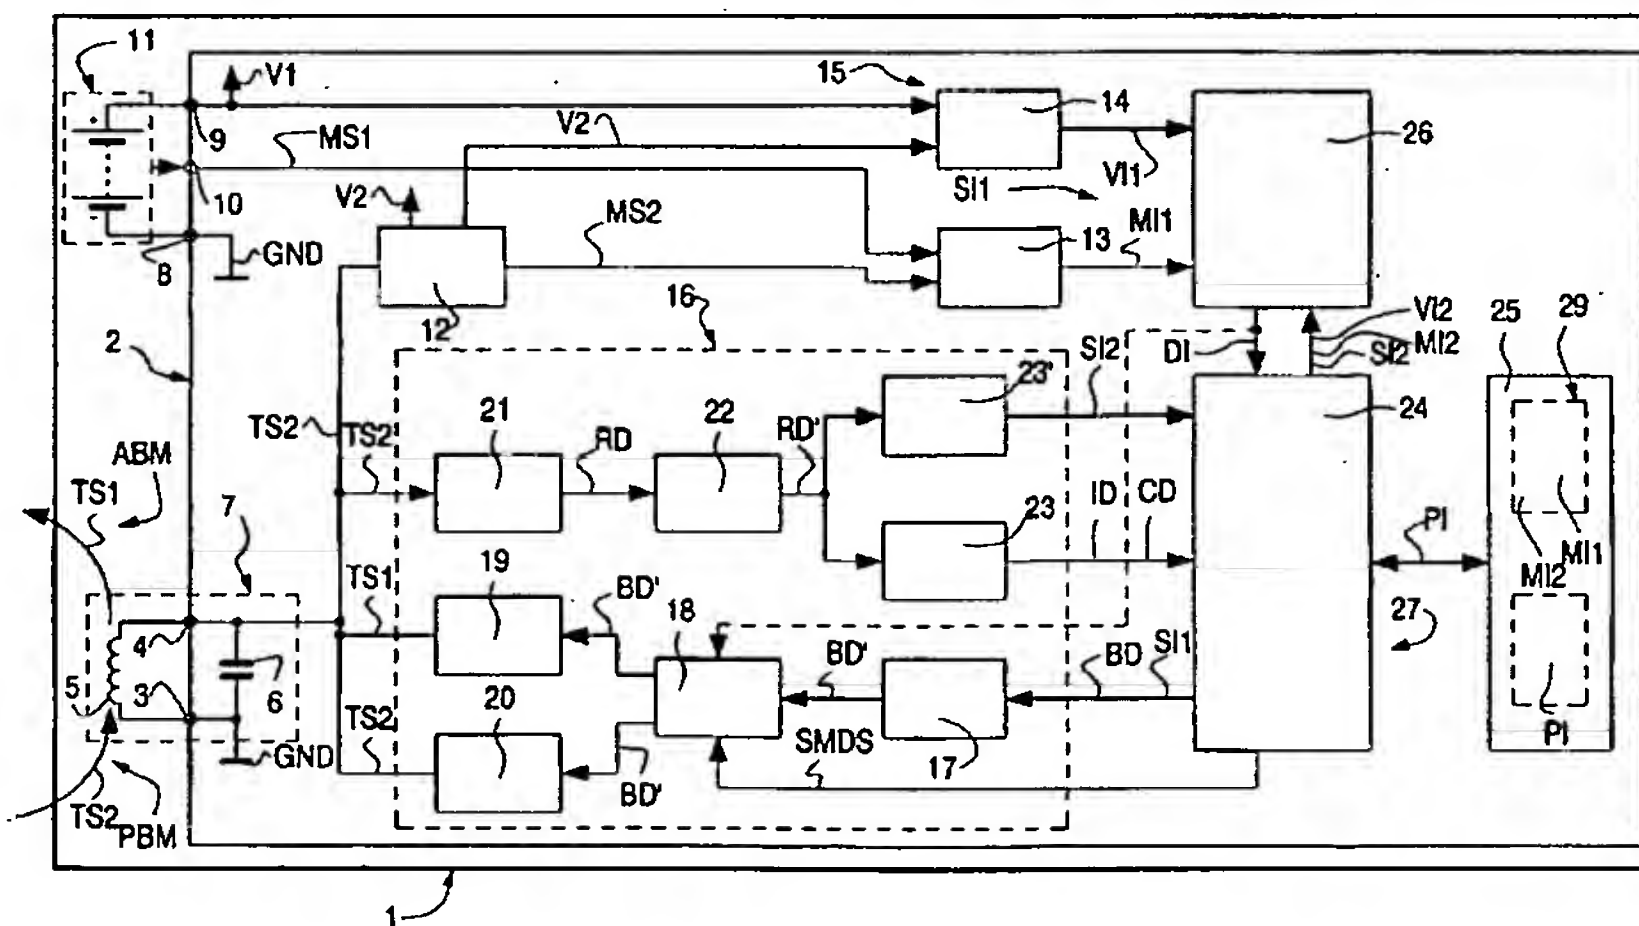 11
V1
15
14
9
MS1
V2
26
10
VI1
SI1
V2
MS2
MI1
13
8
GND
12
16
2
DI
SI2
VI2
MI2
SI2
25
29
23'
24
TS2
TS2
21
RD
22
RD'
ABM
TS1
7
ID
CD
23
PI
MI2
MI1
TS1
19
BD'
18
27
4
5
3
6
BD'
BD
SI1
TS2
20
SMDS
17
PI
GND
BD'
TS2
PBM
1